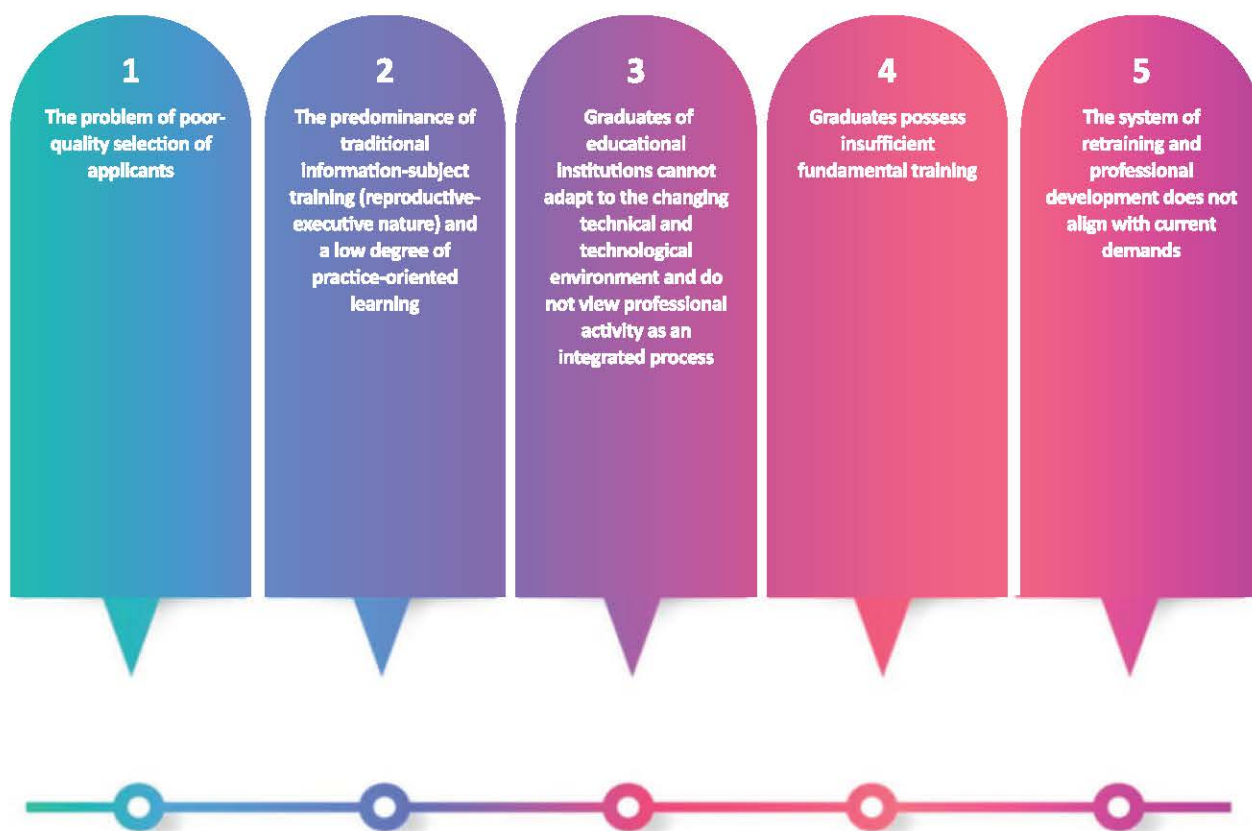 1
The problem of poor-
quality selection of
applicants
2
The predominance of
traditional
information-subject
training (reproductive-
executive nature) and
a low degree of
practice-oriented
learning
3
Graduates of
educational
institutions cannot
adapt to the changing
technical and
technological
environment and do
not view professional
activity as an
integrated process
4
Graduates possess
insufficient
fundamental training
5
The system of
retraining and
professional
development does not
align with current
demands